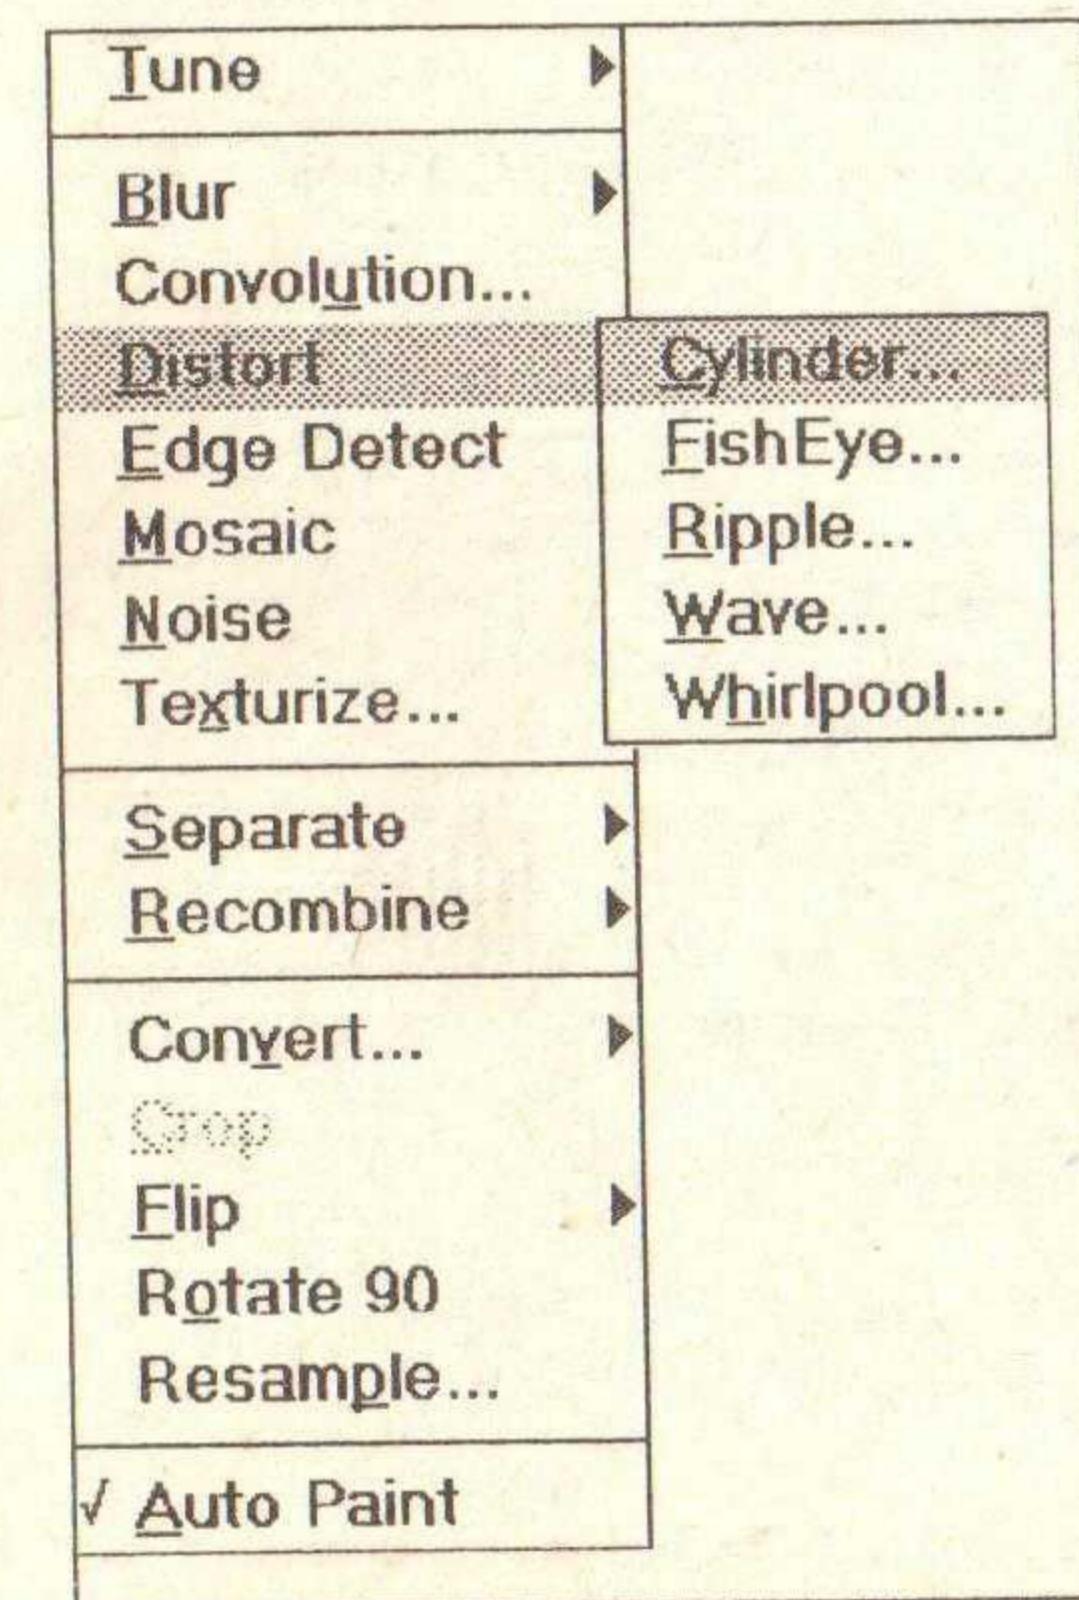 Tune
Blur
Convolution...
Distort
Edge Detect
Mosaic
Noise
Texturize...
Separate
Recombine
Convert...
Crop
Flip
Rotate 90
Resample...
√ Auto Paint
Cylinder...
FishEye...
Ripple...
Wave...
Whirlpool...